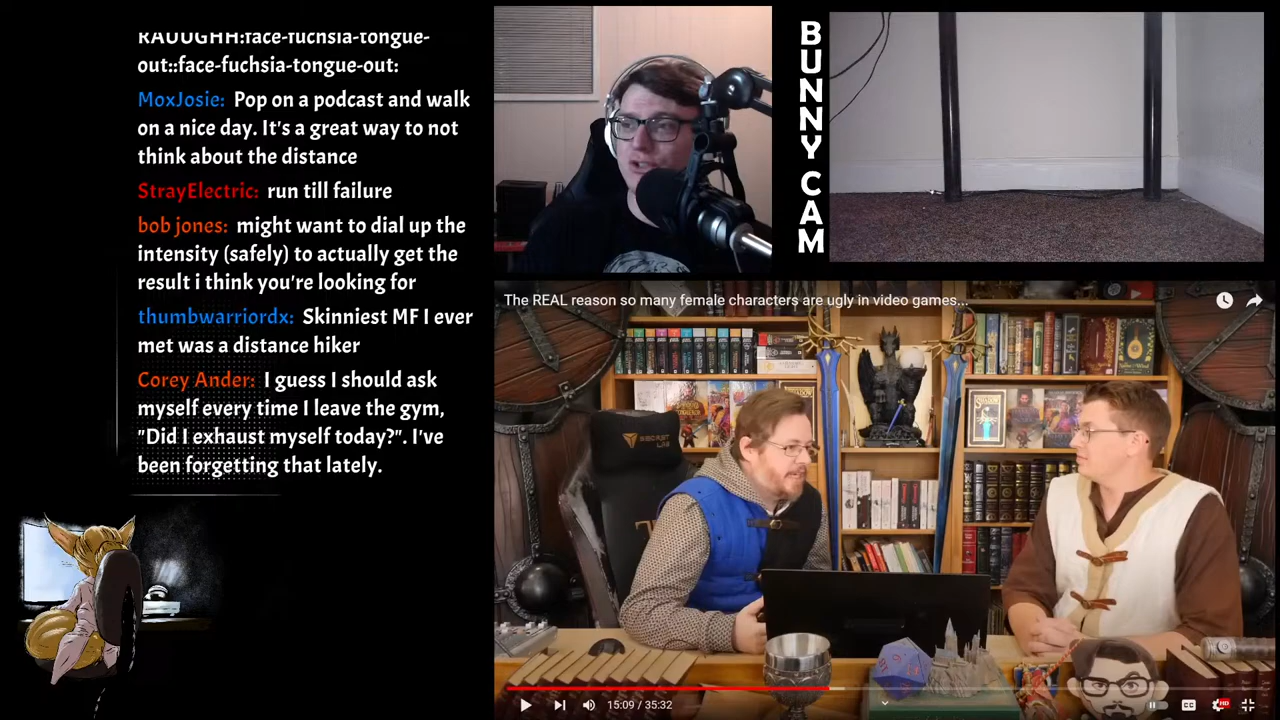 RAUUGHH:face-fuchsia-tongue-
out::face-fuchsia-tongue-out:
MoxJosie: Pop on a podcast and walk
on a nice day. It's a great way to not
think about the distance
StrayElectric: run till failure
bob jones: might want to dial up the
intensity (safely) to actually get the
result i think you're looking for
thumbwarriordx: Skinniest MF I ever
met was a distance hiker
Corey Ander: I guess I should ask
myself every time I leave the gym,
"Did I exhaust myself today?". I've
been forgetting that lately.
BUNNY CAM
The REAL reason so many female characters are ugly in video games...
SECRET LAB
15:09 / 35:32
CC
HD